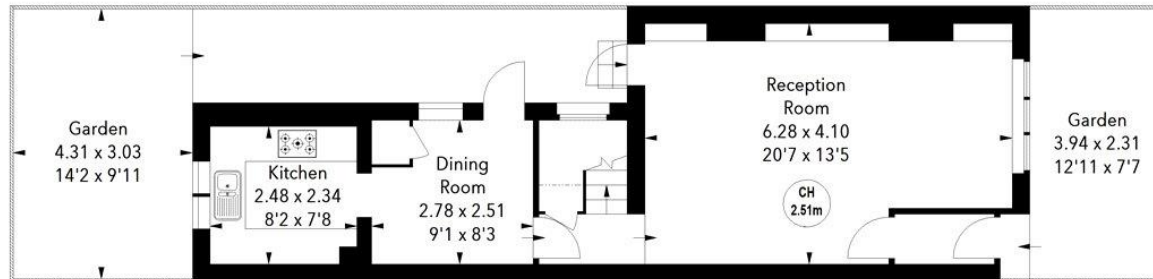 Garden
4.31 x 3.03
14'2 x 9'11
Kitchen
2.48 x 2.34
8'2 x 7'8
Dining
Room
2.78 x 2.51
9'1 x 8'3
Reception
Room
6.28 x 4.10
20'7 x 13'5
CH
2.51m
Garden
3.94 x 2.31
12'11 x 7'7